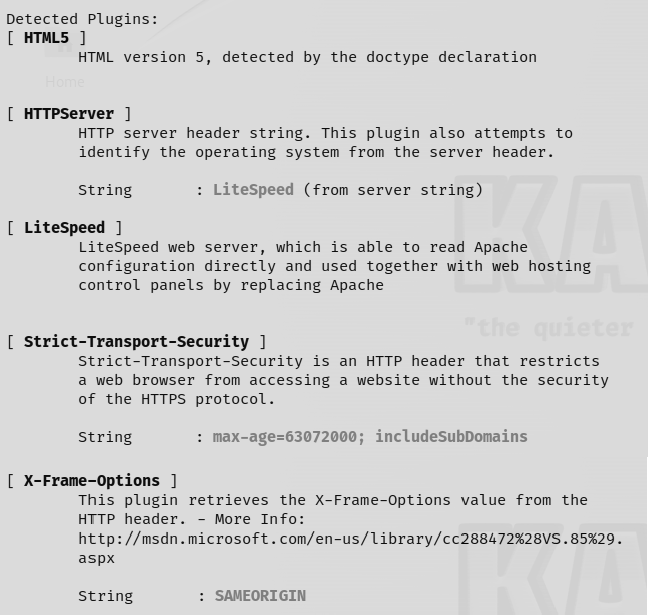 Detected Plugins:
[ HTML5 ]
HTML version 5, detected by the doctype declaration
Home
[ HTTPServer ]
HTTP server header string. This plugin also attempts to
identify the operating system from the server header.
String : LiteSpeed (from server string)
[ LiteSpeed ]
LiteSpeed web server, which is able to read Apache
configuration directly and used together with web hosting
control panels by replacing Apache
KA
"the quieter
[ Strict-Transport-Security ]
Strict-Transport-Security is an HTTP header that restricts
a web browser from accessing a website without the security
of the HTTPS protocol.
String : max-age=63072000; includeSubDomains
[ X-Frame-Options ]
This plugin retrieves the X-Frame-Options value from the
HTTP header. - More Info:
http://msdn.microsoft.com/en-us/library/cc288472%28VS.85%29.
aspx
String : SAMEORIGIN
KA